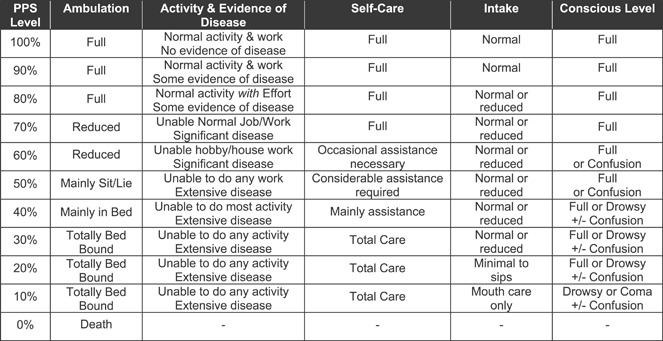 PPS Level | Ambulation | Activity & Evidence of Disease | Self-Care | Intake | Conscious Level
100% | Full | Normal activity & work No evidence of disease | Full | Normal | Full
90% | Full | Normal activity & work Some evidence of disease | Full | Normal | Full
80% | Full | Normal activity with Effort Some evidence of disease | Full | Normal or reduced | Full
70% | Reduced | Unable Normal Job/Work Significant disease | Full | Normal or reduced | Full
60% | Reduced | Unable hobby/house work Significant disease | Occasional assistance necessary | Normal or reduced | Full or Confusion
50% | Mainly Sit/Lie | Unable to do any work Extensive disease | Considerable assistance required | Normal or reduced | Full or Confusion
40% | Mainly in Bed | Unable to do most activity Extensive disease | Mainly assistance | Normal or reduced | Full or Drowsy +/- Confusion
30% | Totally Bed Bound | Unable to do any activity Extensive disease | Total Care | Normal or reduced | Full or Drowsy +/- Confusion
20% | Totally Bed Bound | Unable to do any activity Extensive disease | Total Care | Minimal to sips | Full or Drowsy +/- Confusion
10% | Totally Bed Bound | Unable to do any activity Extensive disease | Total Care | Mouth care only | Drowsy or Coma +/- Confusion
0% | Death | - | - | - | -